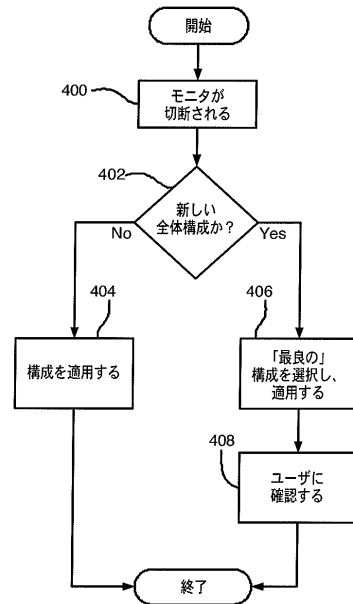 開始
400
モニタが
切断される
402
新しい
全体構成か?
No
Yes
404
構成を適用する
406
「最良の」
構成を選択し、
適用する
408
ユーザに
確認する
終了